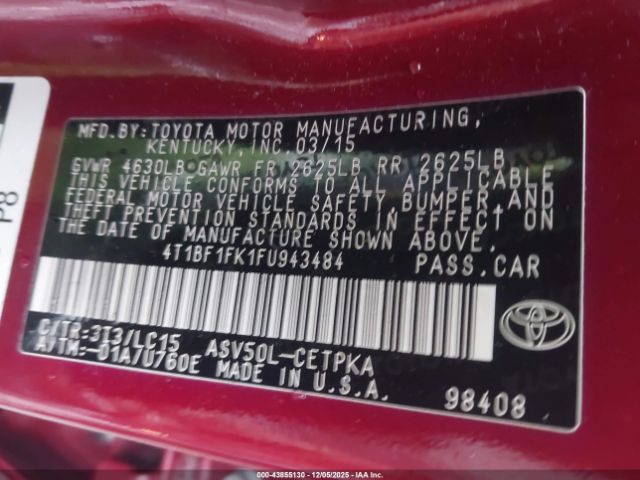 P8
MFD.BY:TOYOTA MOTOR MANUFACTURING,
KENTUCKY, INC. 03/15
GVWR 4630LB GAWR FR 2625LB RR 2625LB
THIS VEHICLE CONFORMS TO ALL APPLICABLE
FEDERAL MOTOR VEHICLE SAFETY, BUMPER, AND
THEFT PREVENTION STANDARDS IN EFFECT ON
THE DATE OF MANUFACTURE SHOWN ABOVE.
4T1BF1FK1FU943484 PASS.CAR
C/TR:3T3/LC15 ASV50L-CETPKA
A/TM:-01A/U760E MADE IN U.S.A.
98408
000-43855130 - 12/05/2025 - IAA